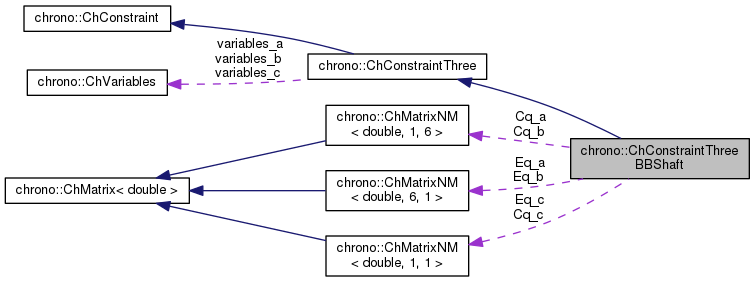 chrono::ChConstraint
variables_a
variables_b
variables_c
chrono::ChConstraintThree
chrono::ChVariables
chrono::ChMatrixNM
< double, 1, 6 >
Cq_a
Cq_b
chrono::ChConstraintThree
BBShaft
chrono::ChMatrix< double >
chrono::ChMatrixNM
< double, 6, 1 >
Eq_a
Eq_b
Eq_c
Cq_c
chrono::ChMatrixNM
< double, 1, 1 >